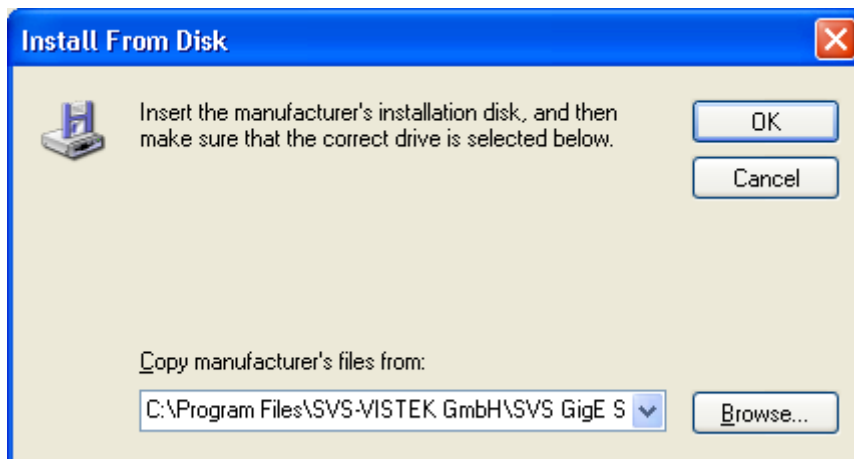 Install From Disk
Insert the manufacturer's installation disk, and then
make sure that the correct drive is selected below.
OK
Cancel
Copy manufacturer's files from:
C:\Program Files\SVS-VISTEK GmbH\SVS GigE S
Browse...